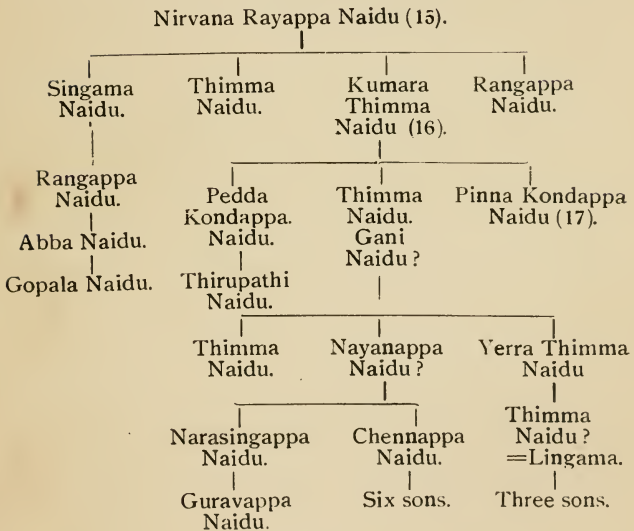 Nirvana Rayappa Naidu (15).
Singama Thimma Kumara Rangappa
Naidu. Naidu. Thimma Naidu.
Naidu (16).
Rangappa Pedda Thimma Pinna Kondappa
Naidu. Kondappa. Naidu. Naidu (17).
Abba Naidu. Naidu. Gani
Naidu?
Gopala Naidu. Thirupathi
Naidu.
Thimma Nayanappa Yerra Thimma
Naidu. Naidu? Naidu
Narasingappa Chennappa Thimma
Naidu. Naidu. Naidu?
=Lingama.
Guravappa Six sons. Three sons.
Naidu.